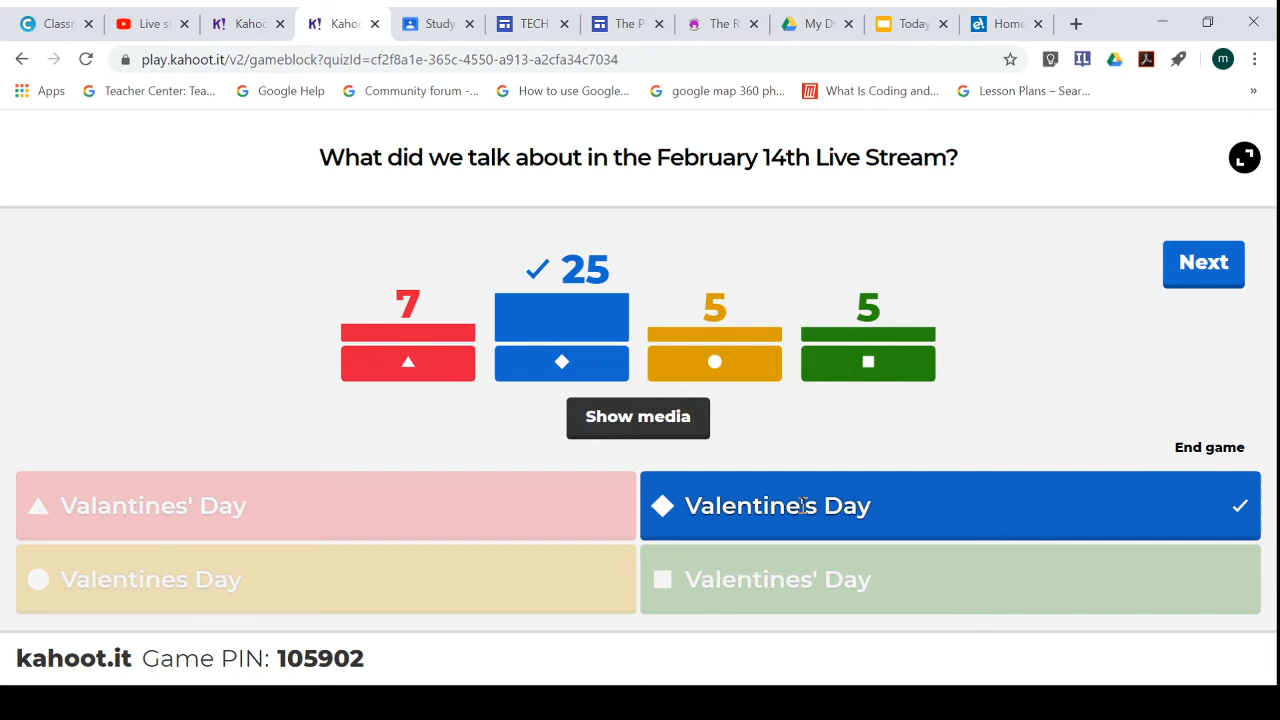 Classr
Live st
K! Kahoo
K! Kahoo
Study
TECH
The P
The R
My Dr
Today
e! Home
play.kahoot.it/v2/gameblock?quizId=cf2f8a1e-365c-4550-a913-a2cfa34c7034
IL
m
Apps
Teacher Center: Tea...
Google Help
Community forum -...
How to use Google...
google map 360 ph...
What Is Coding and...
Lesson Plans – Sear...
»
What did we talk about in the February 14th Live Stream?
7
25
5
5
Next
Show media
End game
Valantines' Day
Valentine's Day
Valentines Day
Valentines' Day
kahoot.it Game PIN: 105902